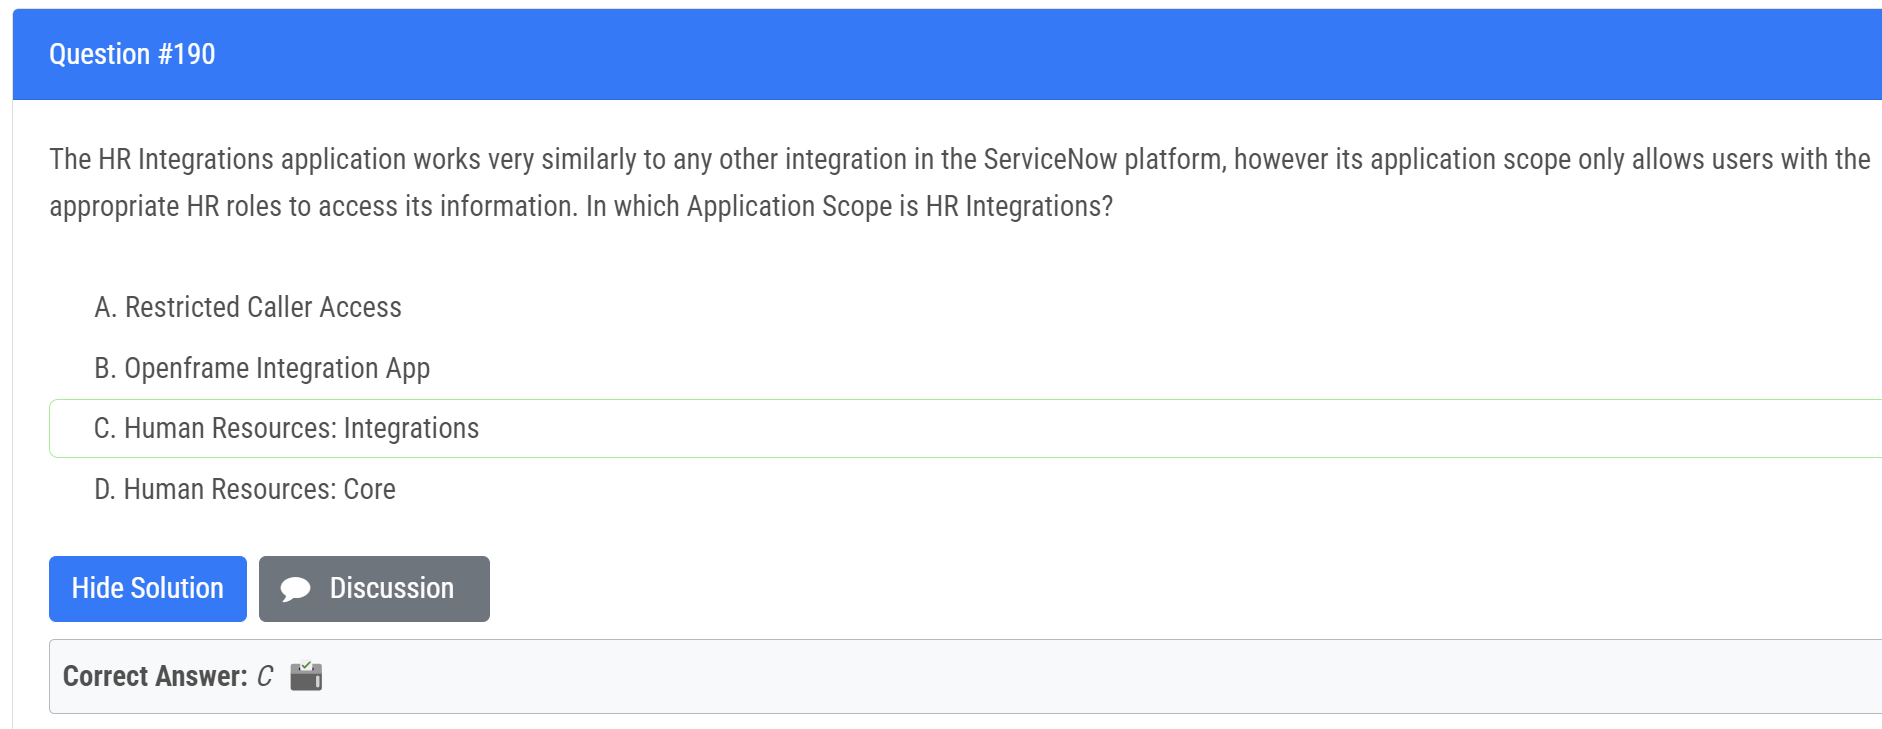 Question #190
The HR Integrations application works very similarly to any other integration in the ServiceNow platform, however its application scope only allows users with the
appropriate HR roles to access its information. In which Application Scope is HR Integrations?
A. Restricted Caller Access
B. Openframe Integration App
C. Human Resources: Integrations
D. Human Resources: Core
Hide Solution
Discussion
Correct Answer: C